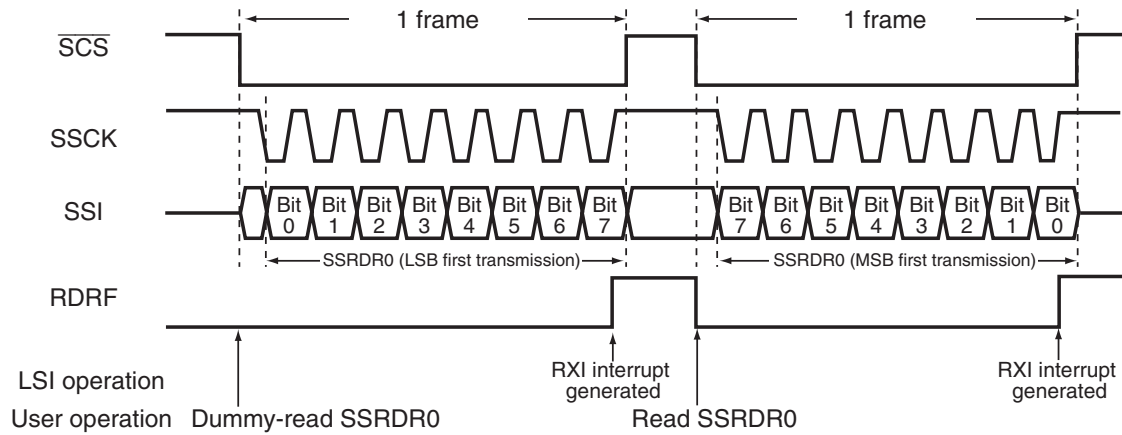 1 frame 1 frame
SCS
SSCK
SSI Bit 0 Bit 1 Bit 2 Bit 3 Bit 4 Bit 5 Bit 6 Bit 7 Bit 7 Bit 6 Bit 5 Bit 4 Bit 3 Bit 2 Bit 1 Bit 0
SSRDR0 (LSB first transmission) SSRDR0 (MSB first transmission)
RDRF
LSI operation RXI interrupt generated RXI interrupt generated
User operation Dummy-read SSRDR0 Read SSRDR0